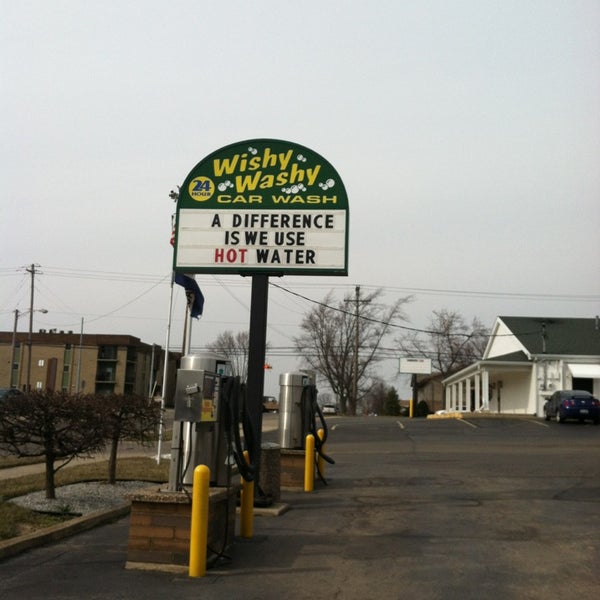 Wishy
Washy
24
HOUR
CAR WASH
A DIFFERENCE
IS WE USE
HOT WATER